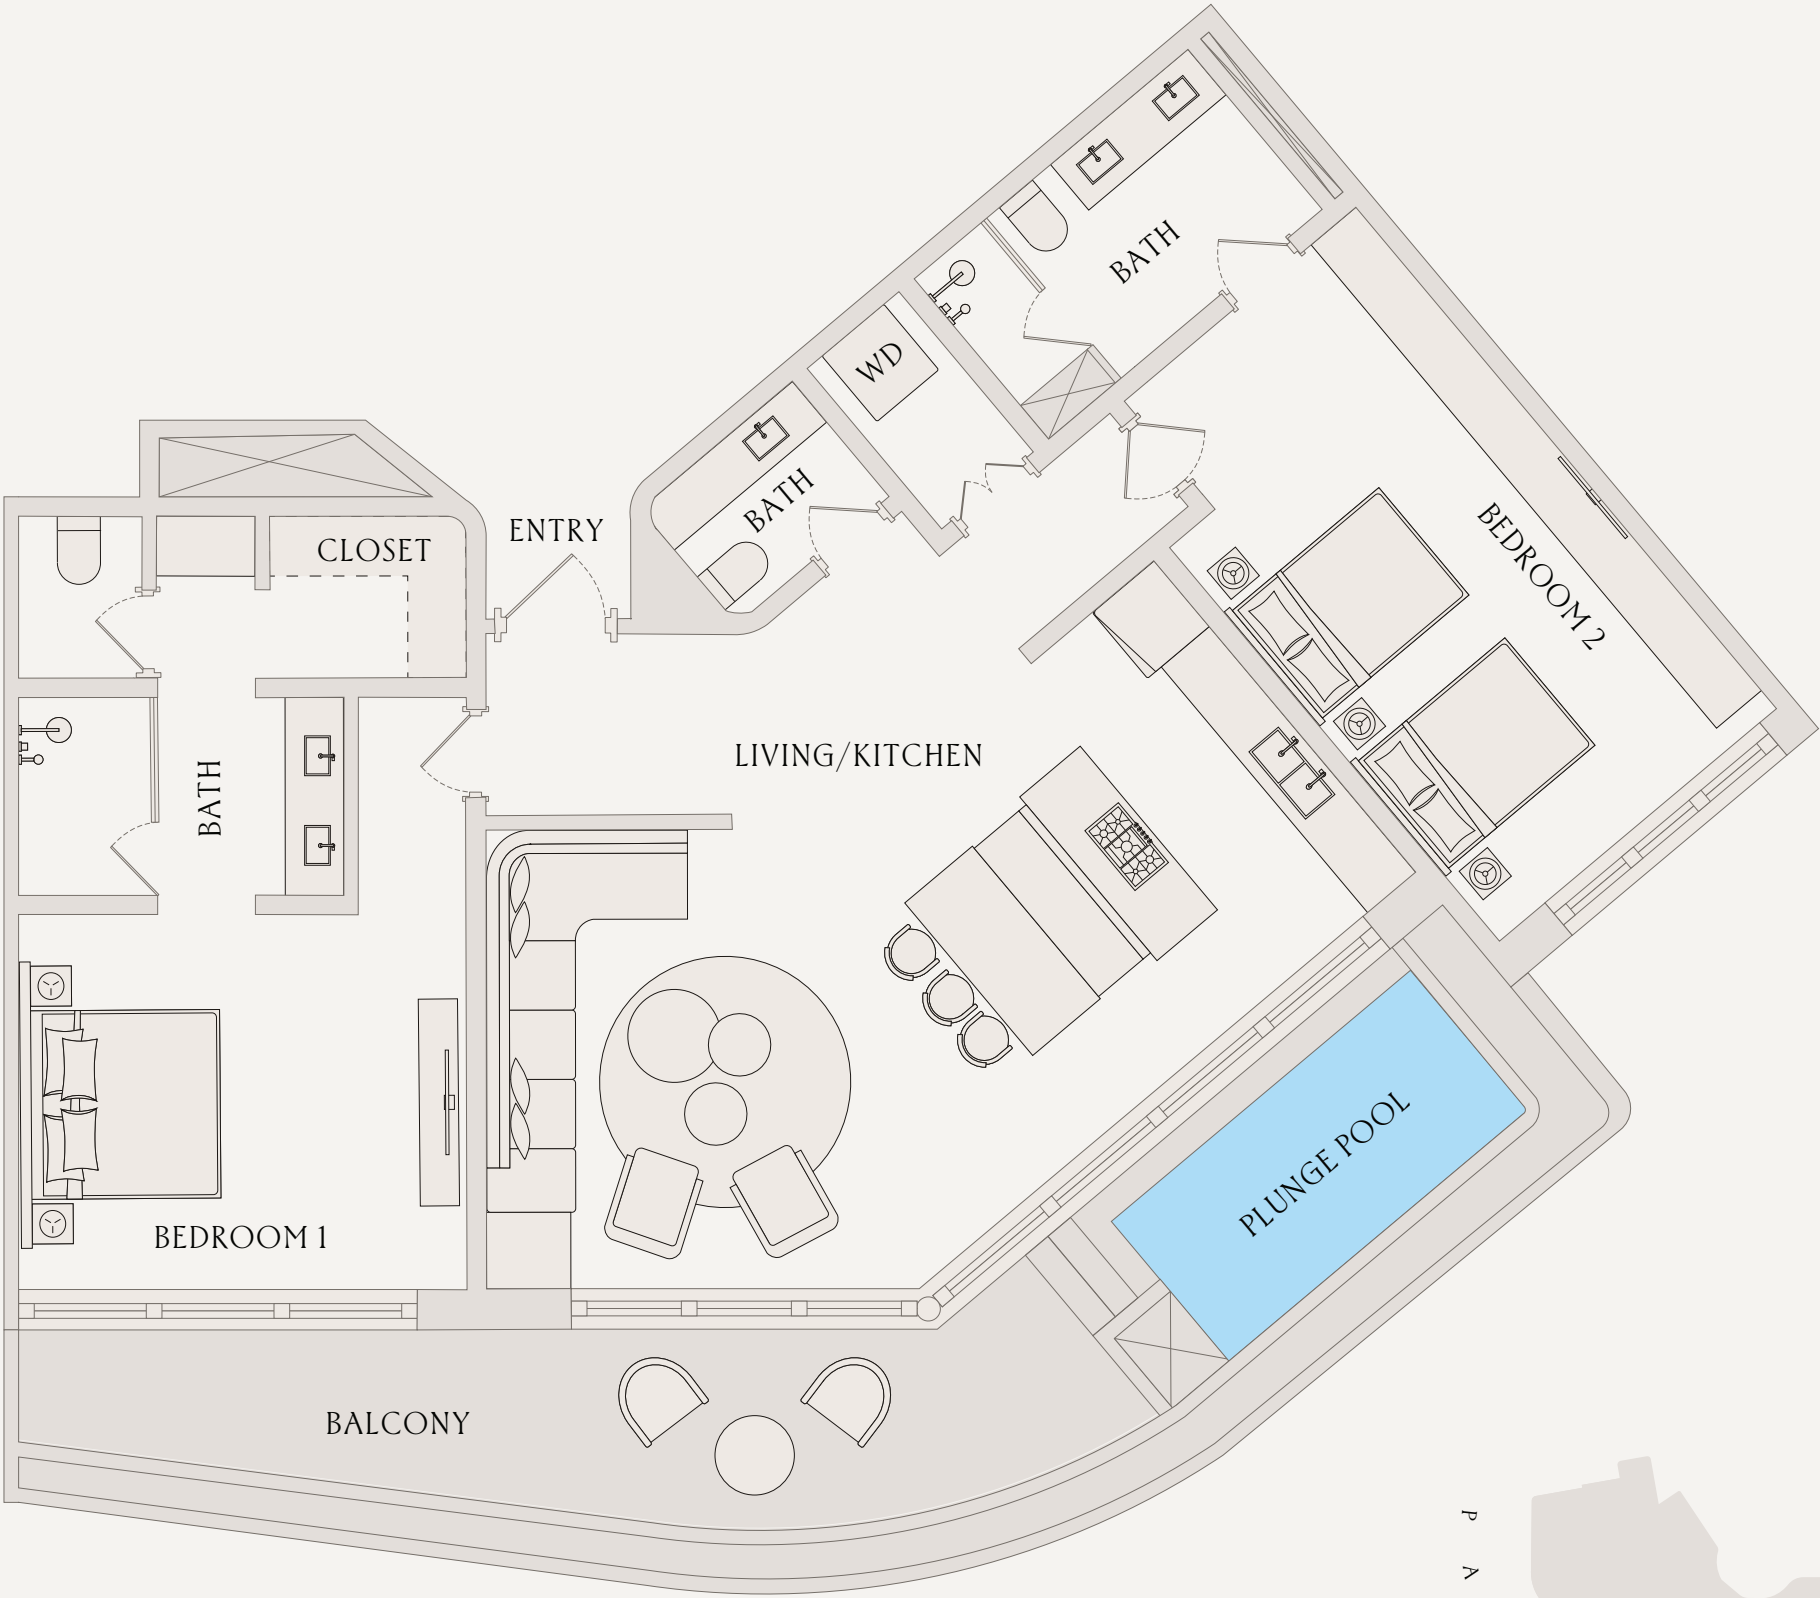 BATH
WD
BATH
ENTRY
CLOSET
BEDROOM 2
LIVING/KITCHEN
BATH
PLUNGE POOL
BEDROOM 1
BALCONY
P A